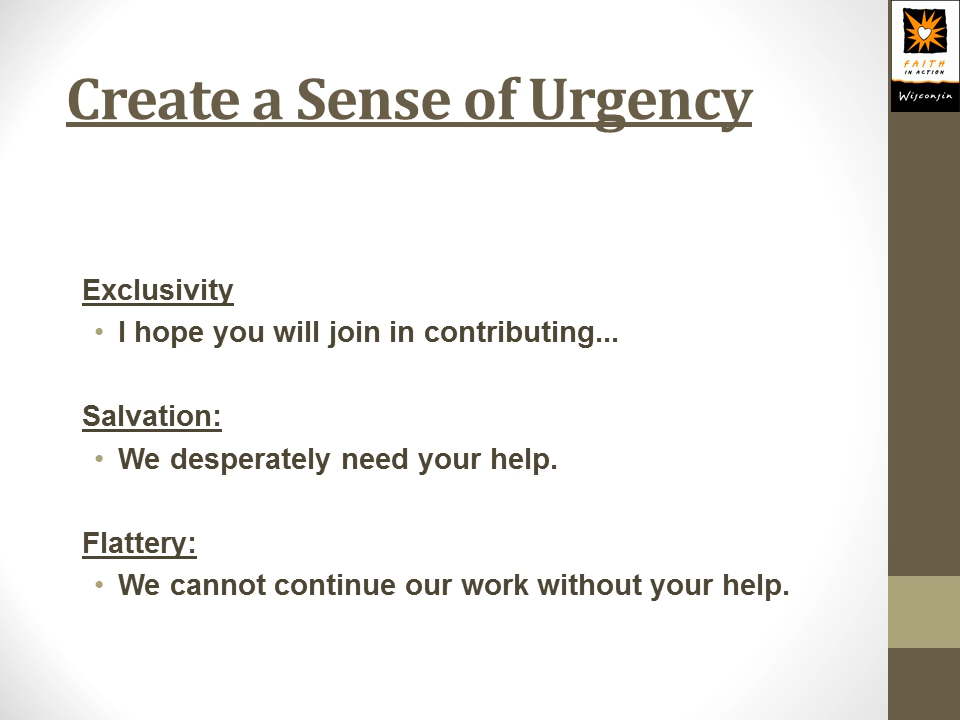 FAITH
IN ACTION
Wisconsin
Create a Sense of Urgency
Exclusivity
• I hope you will join in contributing...
Salvation:
• We desperately need your help.
Flattery:
• We cannot continue our work without your help.